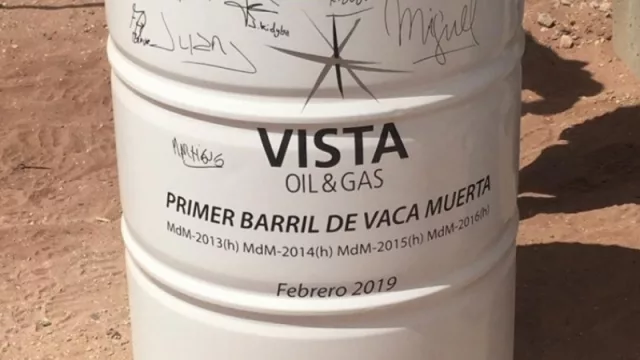 Juan
Miguel
VISTA
OIL & GAS
PRIMER BARRIL DE VACA MUERTA
MdM-2013(h) MdM-2014(h) MdM-2015(h) MdM-2016(h)
Febrero 2019